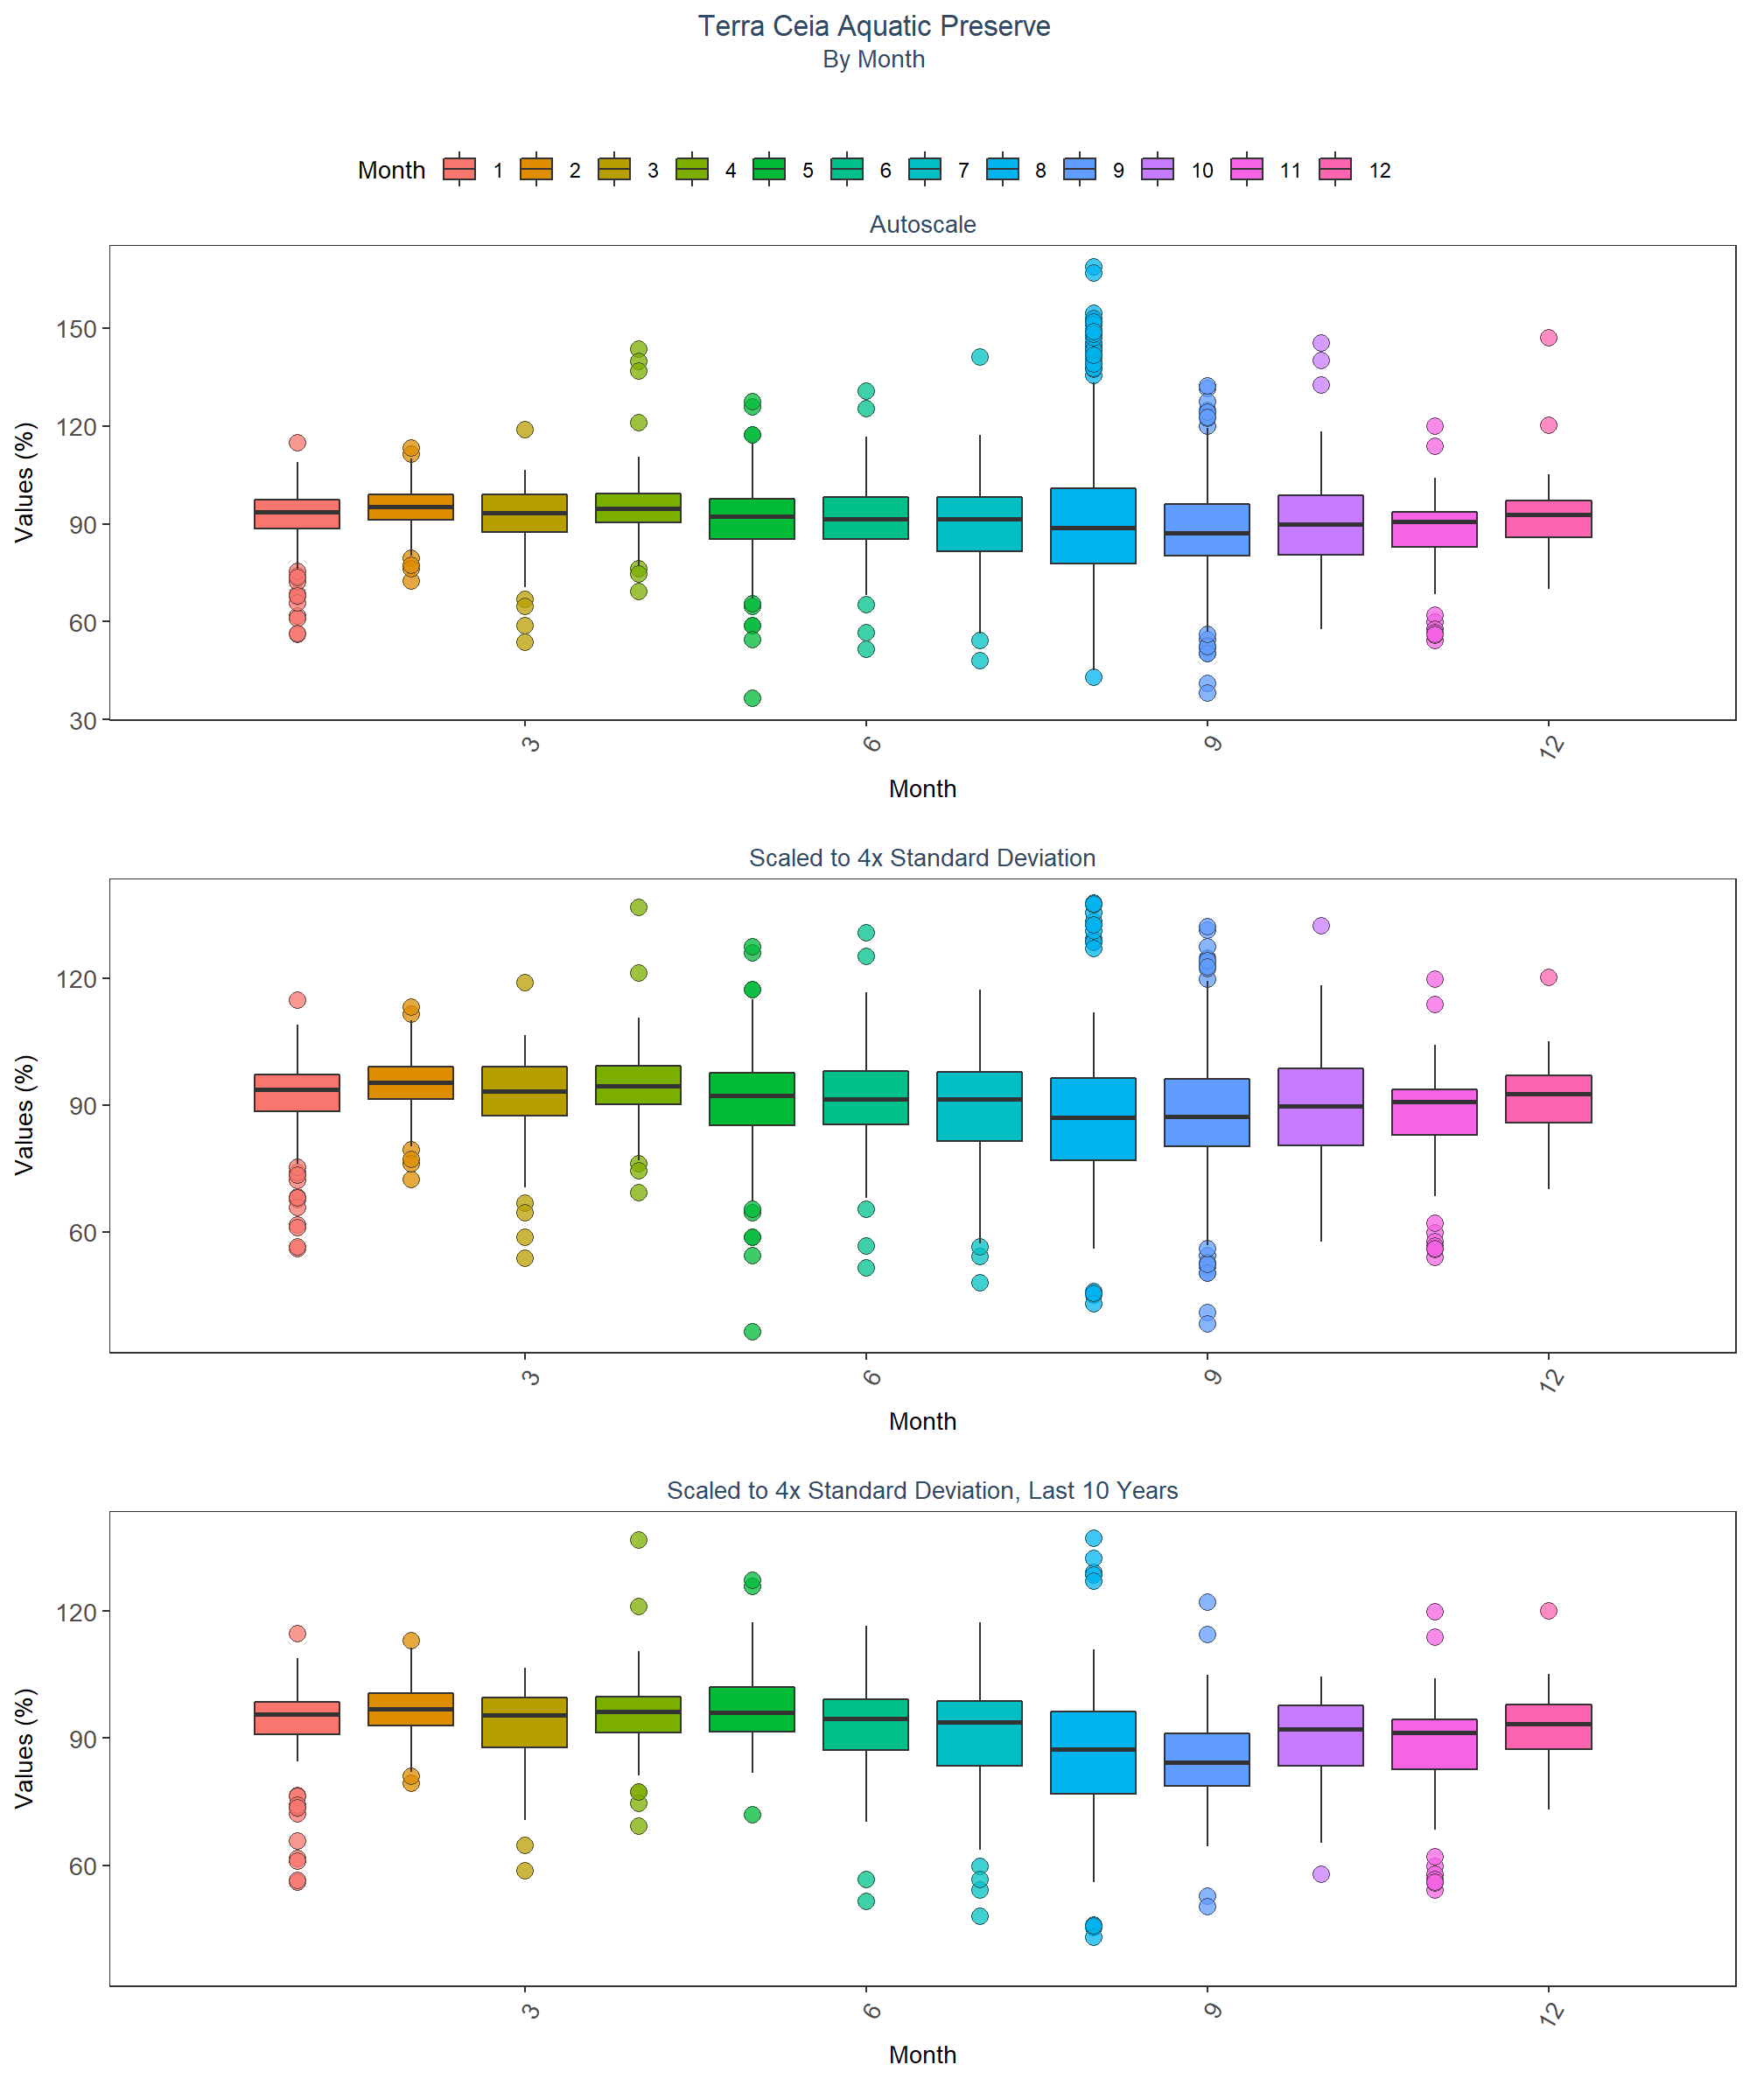 Terra Ceia Aquatic Preserve
By Month
Month 1 2 3 4 5 6 7 8 9 10 11 12
Autoscale
Values (%)
150
120
90
60
30
3 6 9 12
Month
Scaled to 4x Standard Deviation
Values (%)
120
90
60
3 6 9 12
Month
Scaled to 4x Standard Deviation, Last 10 Years
Values (%)
120
90
60
3 6 9 12
Month